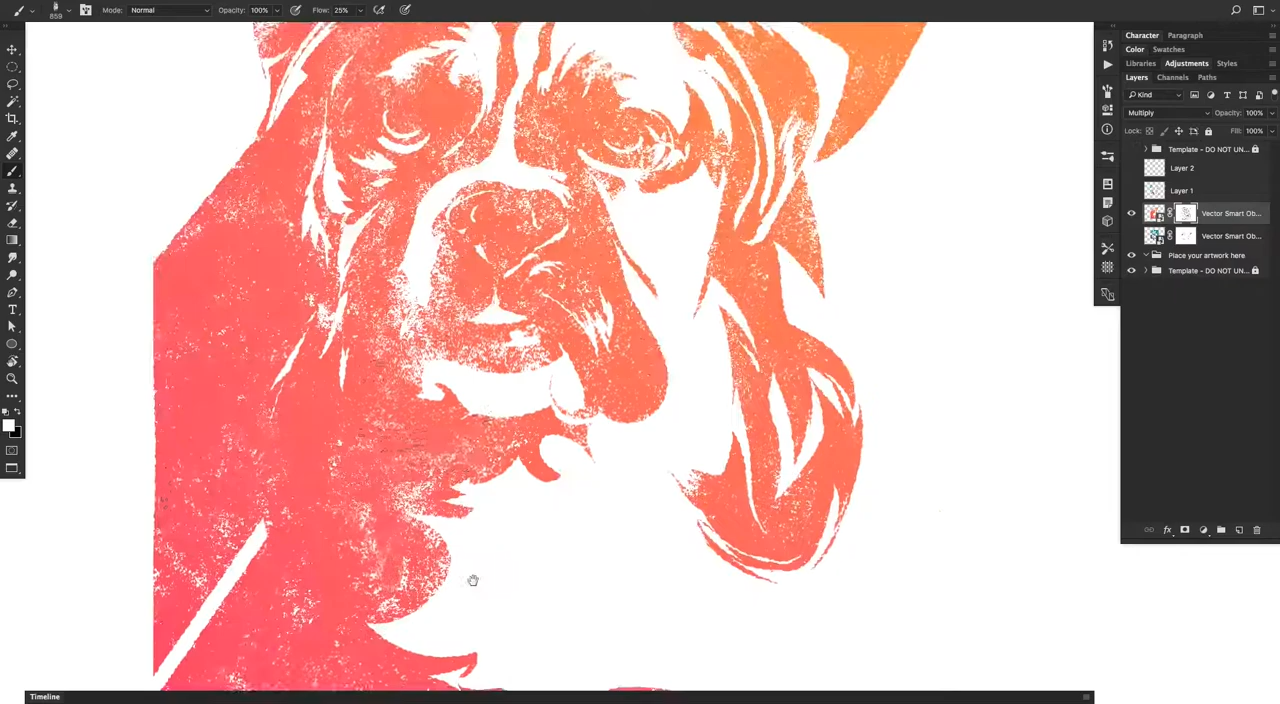 859
Mode: Normal
Opacity: 100%
Flow: 25%
Character Paragraph
Color Swatches
Libraries Adjustments Styles
Layers Channels Paths
Kind
Multiply Opacity: 100%
Lock: Fill: 100%
Template - DO NOT UN...
Layer 2
Layer 1
Vector Smart Ob...
Vector Smart Ob...
Place your artwork here
Template - DO NOT UN...
fx
Timeline